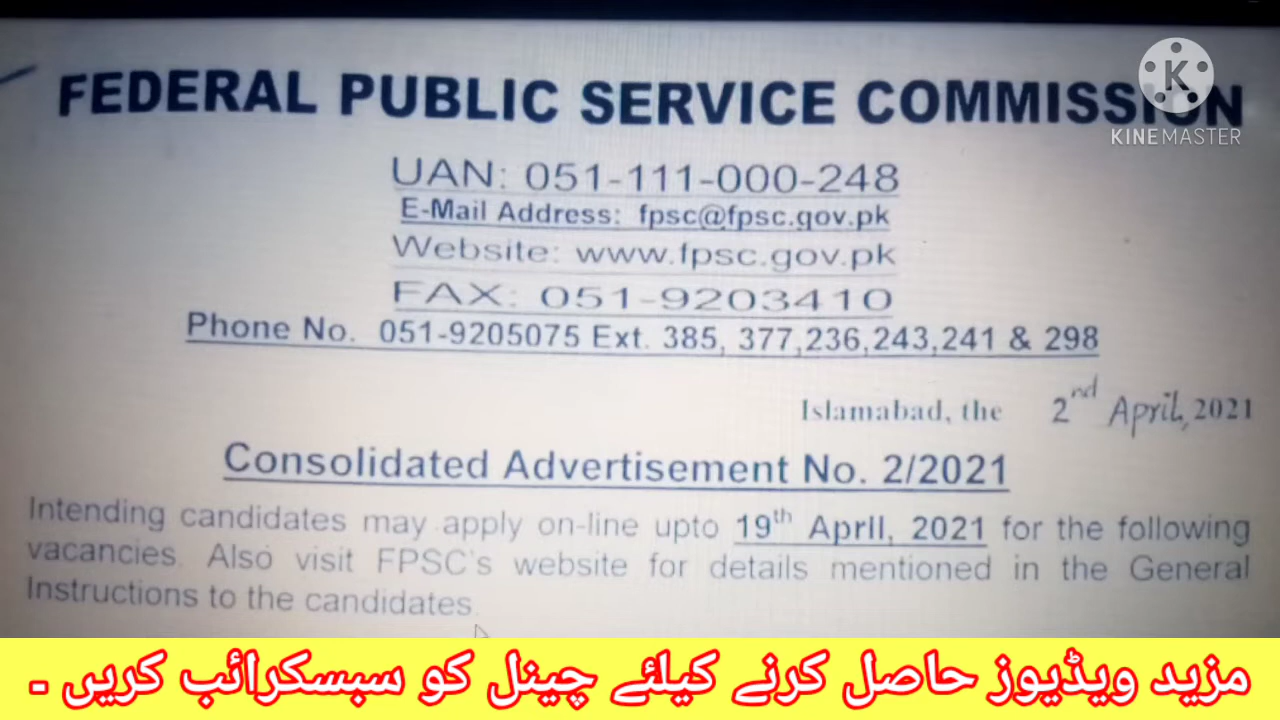 FEDERAL PUBLIC SERVICE COMMISSION
K
KINEMASTER
UAN: 051-111-000-248
E-Mail Address: fpsc@fpsc.gov.pk
Website: www.fpsc.gov.pk
FAX: 051-9203410
Phone No. 051-9205075 Ext. 385, 377,236,243,241 & 298
Islamabad, the 2nd April, 2021
Consolidated Advertisement No. 2/2021
Intending candidates may apply on-line upto 19th April, 2021 for the following
vacancies. Also visit FPSC's website for details mentioned in the General
Instructions to the candidates.
مزید ویڈیوز حاصل کرنے کیلئے چینل کو سبسکرائب کریں ۔